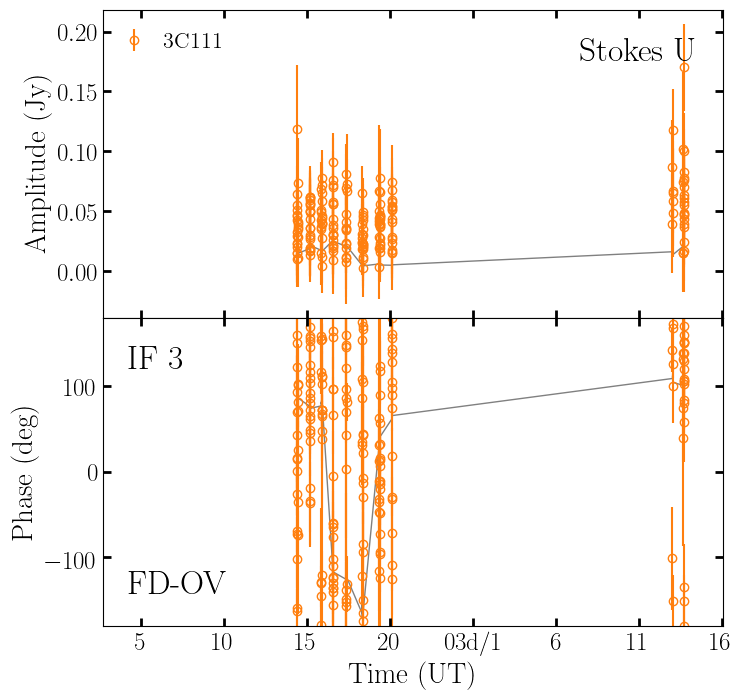 3C111
Stokes U
0.20
0.15
0.10
0.05
0.00
Amplitude (Jy)
IF 3
100
0
−100
Phase (deg)
FD-OV
5 10 15 20 03d/1 6 11 16
Time (UT)